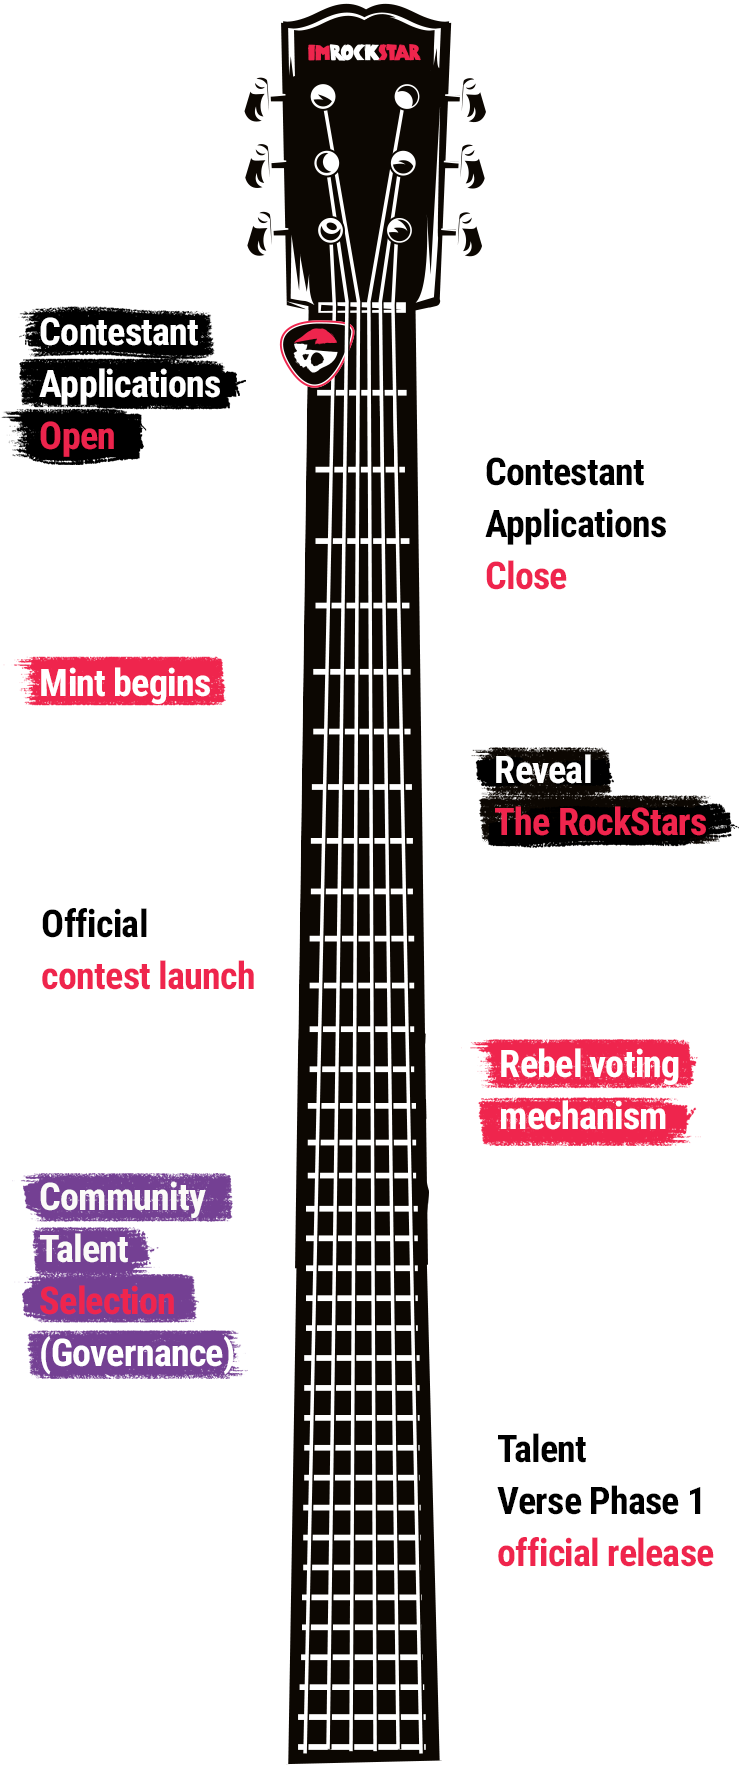 IMROCKSTAR
Contestant
Applications
Open
Contestant
Applications
Close
Mint begins
Reveal
The RockStars
Official
contest launch
Rebel voting
mechanism
Community
Talent
Selection
(Governance)
Talent
Verse Phase 1
official release